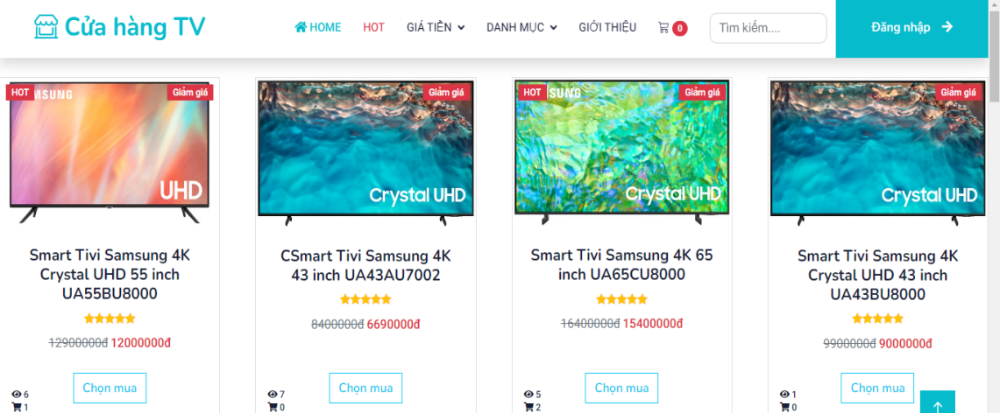 Cửa hàng TV
HOME
HOT
GIÁ TIỀN
DANH MỤC
GIỚI THIỆU
0
Tìm kiếm....
Đăng nhập
HOT
Giảm giá
UHD
Smart Tivi Samsung 4K
Crystal UHD 55 inch
UA55BU8000
12900000đ 12000000đ
Chọn mua
6
1
Giảm giá
Crystal UHD
CSmart Tivi Samsung 4K
43 inch UA43AU7002
8400000đ 6690000đ
Chọn mua
7
0
HOT
SUNG
Giảm giá
Crystal UHD
Smart Tivi Samsung 4K 65
inch UA65CU8000
16400000đ 15400000đ
Chọn mua
5
2
Giảm giá
Crystal UHD
Smart Tivi Samsung 4K
Crystal UHD 43 inch
UA43BU8000
9900000đ 9000000đ
Chọn mua
1
0